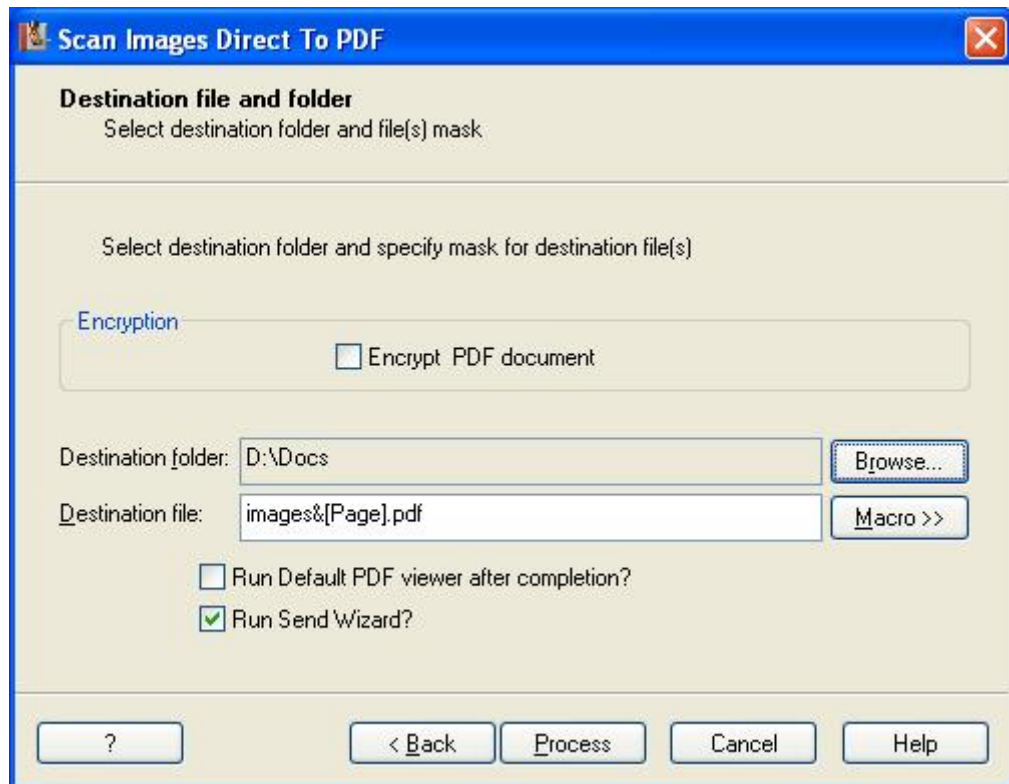 Scan Images Direct To PDF
Destination file and folder
Select destination folder and file(s) mask
Select destination folder and specify mask for destination file(s)
Encryption
Encrypt PDF document
Destination folder: D:\Docs Browse...
Destination file: images&[Page].pdf Macro >>
Run Default PDF viewer after completion?
Run Send Wizard?
? < Back Process Cancel Help